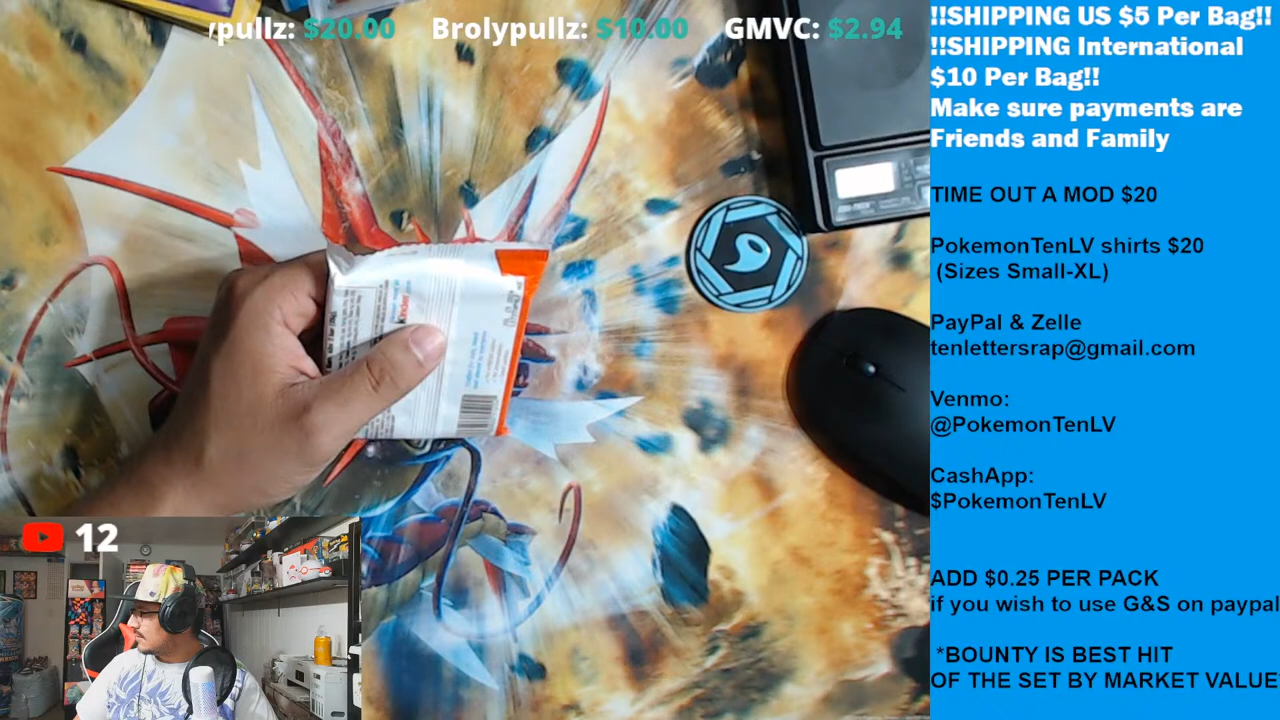 pullz: $20.00 Brolypullz: $10.00 GMVC: $2.94
!!SHIPPING US $5 Per Bag!!
!!SHIPPING International
$10 Per Bag!!
Make sure payments are
Friends and Family
TIME OUT A MOD $20
PokemonTenLV shirts $20
(Sizes Small-XL)
PayPal & Zelle
tenlettersrap@gmail.com
Venmo:
@PokemonTenLV
CashApp:
$PokemonTenLV
ADD $0.25 PER PACK
if you wish to use G&S on paypal
*BOUNTY IS BEST HIT
OF THE SET BY MARKET VALUE
kinder
12